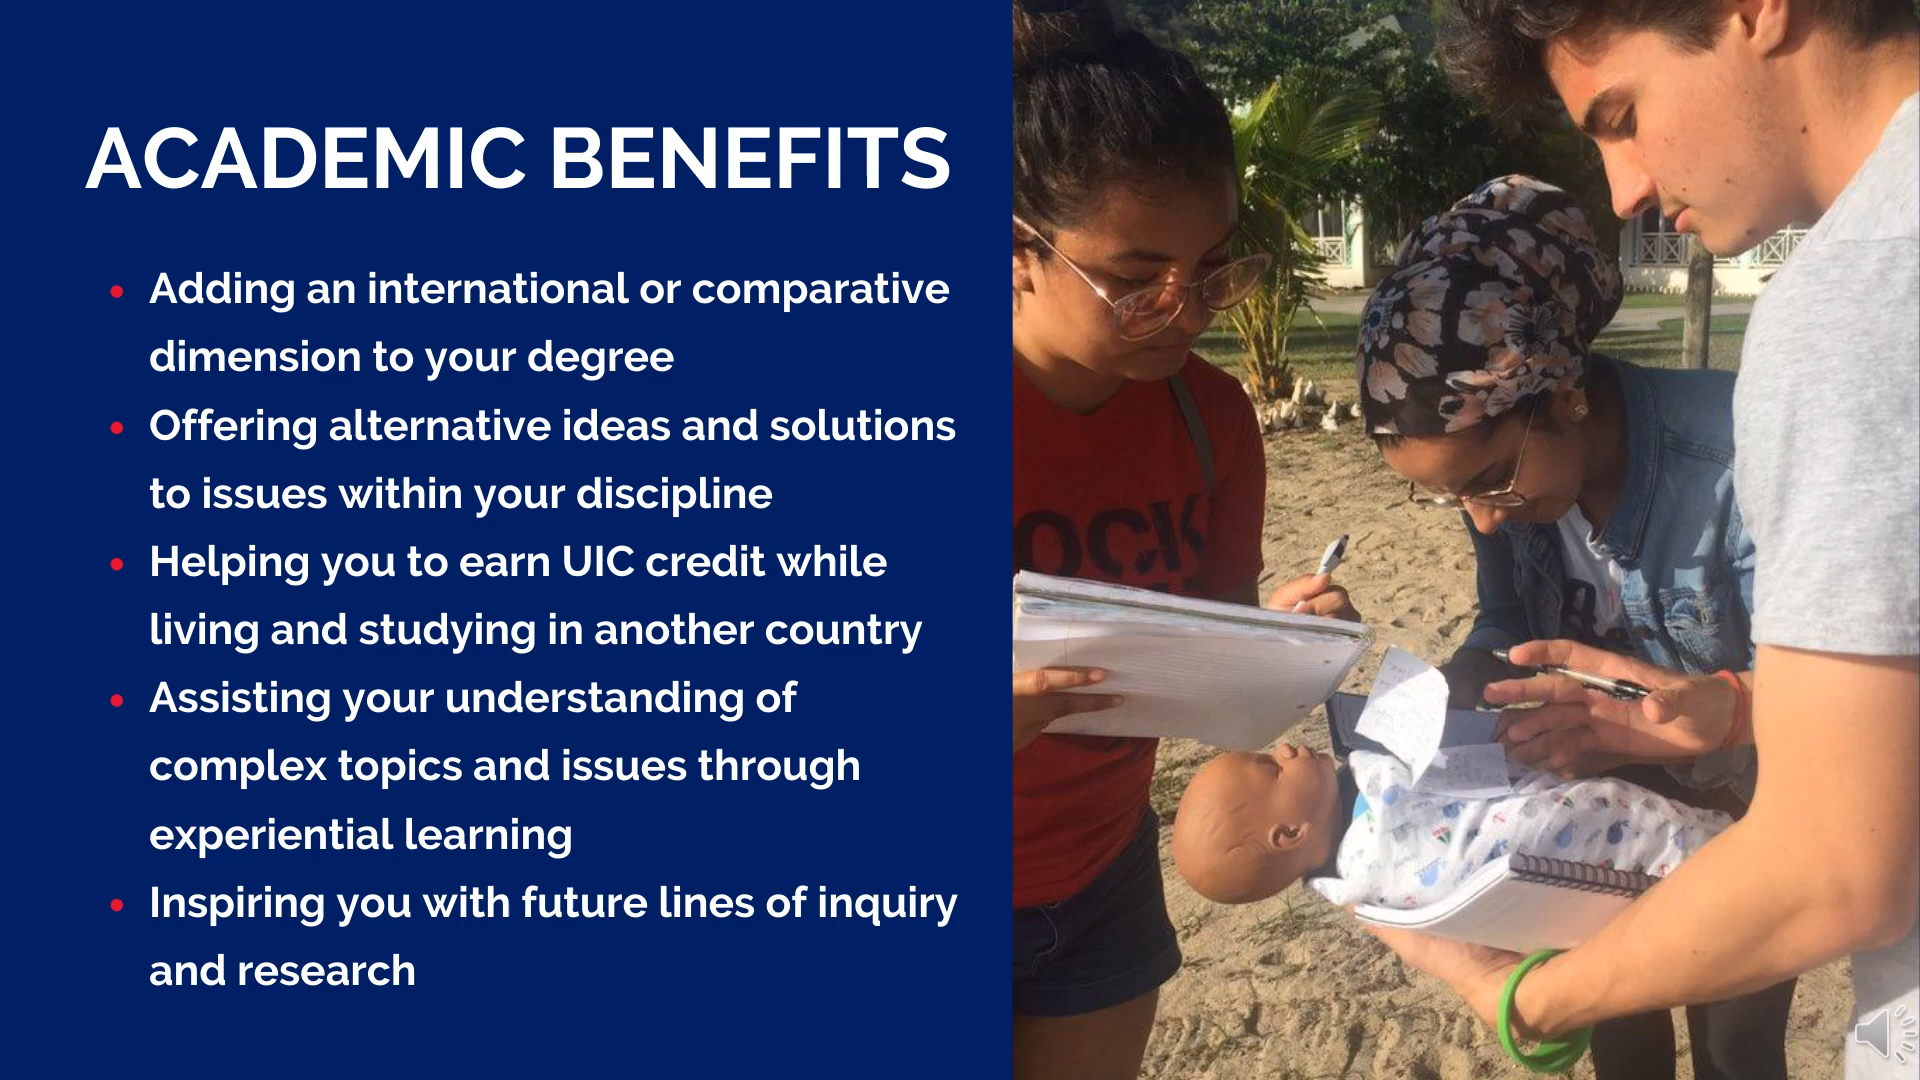 ACADEMIC BENEFITS
• Adding an international or comparative
dimension to your degree
• Offering alternative ideas and solutions
to issues within your discipline
• Helping you to earn UIC credit while
living and studying in another country
• Assisting your understanding of
complex topics and issues through
experiential learning
• Inspiring you with future lines of inquiry
and research
OCK